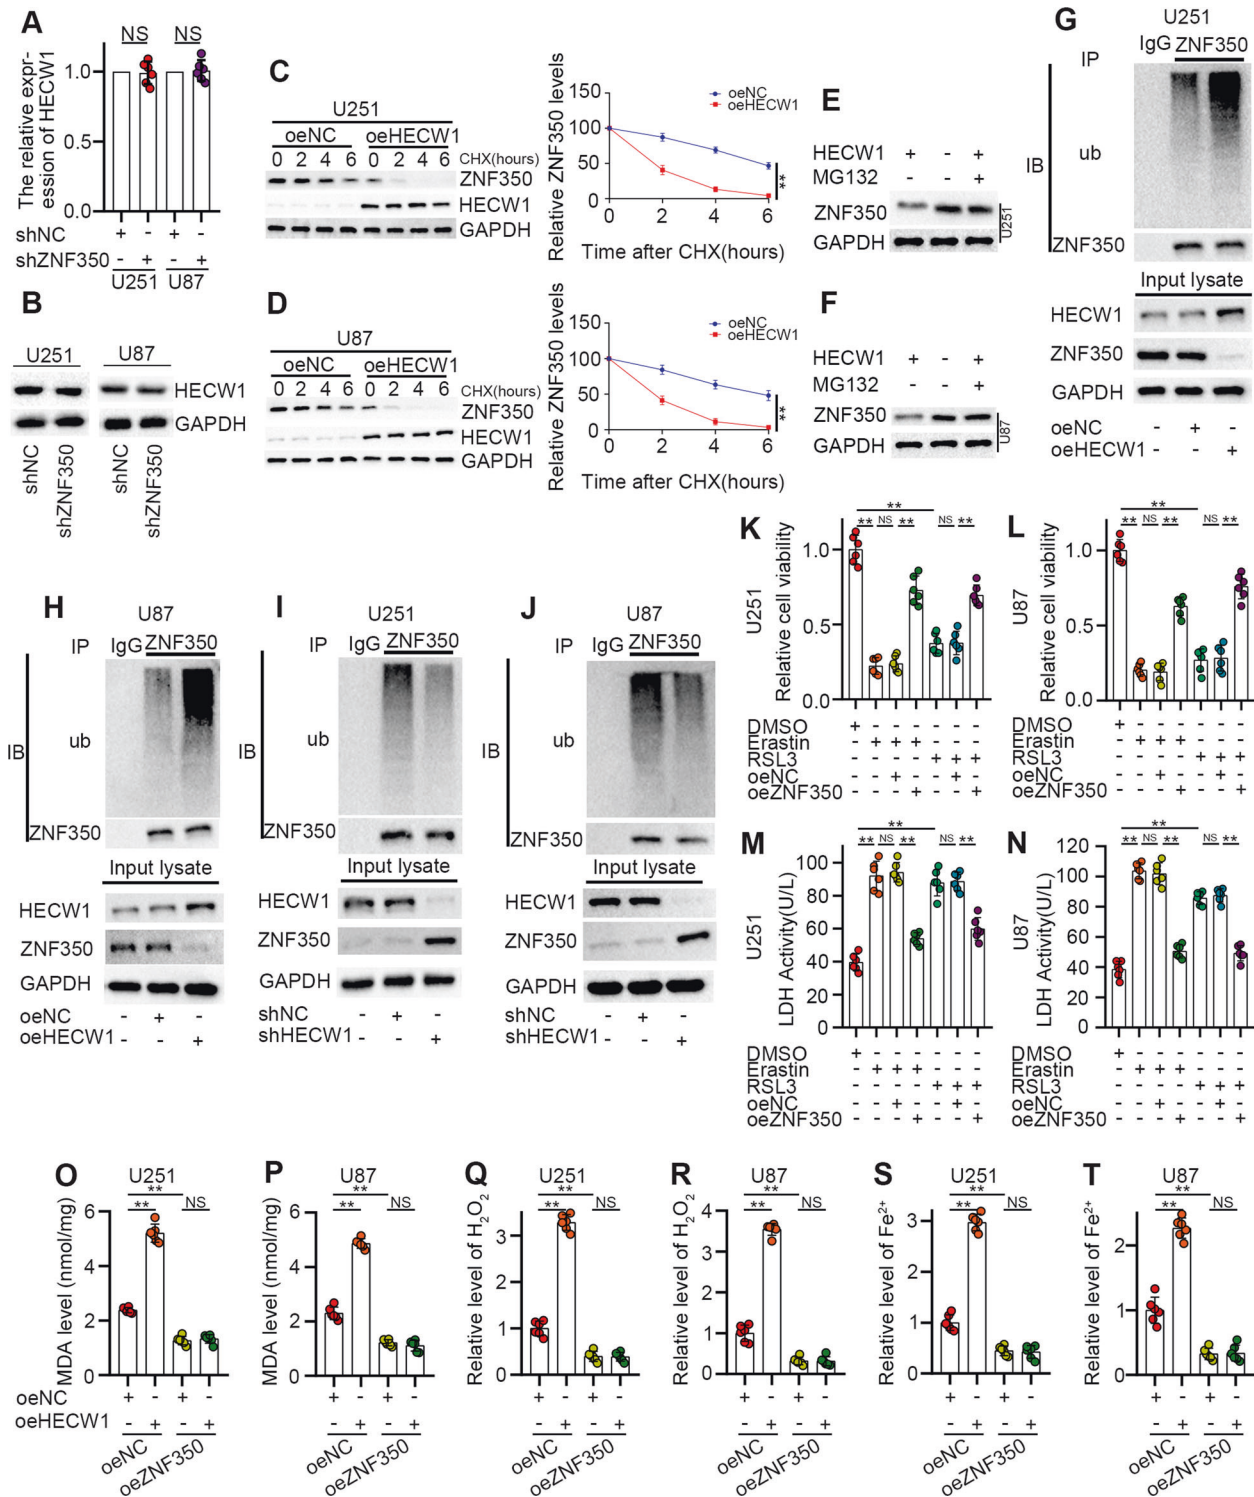 A
NS NS
The relative expr-
ession of HECW1
1.0
0.5
0.0
shNC + - + -
shZNF350 - + - +
U251 U87
B
U251 U87
HECW1
GAPDH
shNC
shZNF350
shNC
shZNF350
C
U251
oeNC oeHECW1
0 2 4 6 0 2 4 6 CHX(hours)
ZNF350
HECW1
GAPDH
Relative ZNF350 levels
150
100
50
0
0 2 4 6
Time after CHX(hours)
oeNC
oeHECW1
**
D
U87
oeNC oeHECW1
0 2 4 6 0 2 4 6 CHX(hours)
ZNF350
HECW1
GAPDH
Relative ZNF350 levels
150
100
50
0
0 2 4 6
Time after CHX(hours)
oeNC
oeHECW1
**
E
HECW1 + - +
MG132 - - +
ZNF350
GAPDH
U251
F
HECW1 + - +
MG132 - - +
ZNF350
GAPDH
U87
G
U251
IP IgG ZNF350
IB
ub
ZNF350
Input lysate
HECW1
ZNF350
GAPDH
oeNC - + -
oeHECW1 - - +
H
U87
IP IgG ZNF350
IB
ub
ZNF350
Input lysate
HECW1
ZNF350
GAPDH
oeNC - + -
oeHECW1 - - +
I
U251
IP IgG ZNF350
IB
ub
ZNF350
Input lysate
HECW1
ZNF350
GAPDH
shNC - + -
shHECW1 - - +
J
U87
IP IgG ZNF350
IB
ub
ZNF350
Input lysate
HECW1
ZNF350
GAPDH
shNC - + -
shHECW1 - - +
K
**
** NS ** NS **
U251
Relative cell viability
1.0
0.5
0.0
DMSO + - - - - - -
Erastin - + + + - - -
RSL3 - - - - + + +
oeNC - - + - - + -
oeZNF350 - - - + - - +
L
**
** NS ** NS **
U87
Relative cell viability
1.0
0.5
0.0
DMSO + - - - - - -
Erastin - + + + - - -
RSL3 - - - - + + +
oeNC - - + - - + -
oeZNF350 - - - + - - +
M
**
** NS ** NS **
U251
LDH Activity(U/L)
100
80
60
40
20
0
DMSO + - - - - - -
Erastin - + + + - - -
RSL3 - - - - + + +
oeNC - - + - - + -
oeZNF350 - - - + - - +
N
**
** NS ** NS **
U87
LDH Activity(U/L)
120
100
80
60
40
20
0
DMSO + - - - - - -
Erastin - + + + - - -
RSL3 - - - - + + +
oeNC - - + - - + -
oeZNF350 - - - + - - +
O
U251
**
** NS
MDA level (nmol/mg)
6
4
2
0
oeNC + - + -
oeHECW1 - + - +
oeNC
oeZNF350
P
U87
**
** NS
MDA level (nmol/mg)
6
4
2
0
+ - + -
- + - +
oeNC
oeZNF350
Q
U251
**
** NS
Relative level of H₂O₂
3
2
1
0
+ - + -
- + - +
oeNC
oeZNF350
R
U87
**
** NS
Relative level of H₂O₂
4
3
2
1
0
+ - + -
- + - +
oeNC
oeZNF350
S
U251
**
** NS
Relative level of Fe²⁺
3
2
1
0
+ - + -
- + - +
oeNC
oeZNF350
T
U87
**
** NS
Relative level of Fe²⁺
2
1
0
+ - + -
- + - +
oeNC
oeZNF350